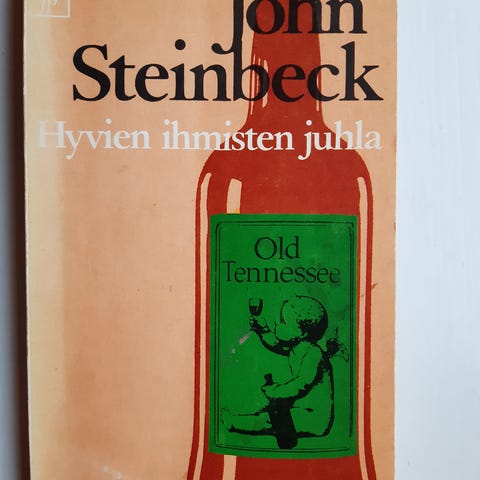 John
Steinbeck
Hyvien ihmisten juhla
Old
Tennessee